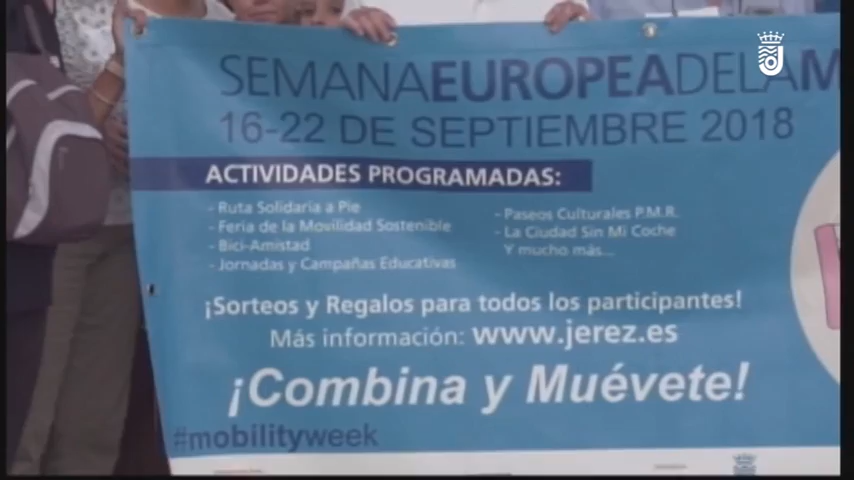 SEMANAEUROPEADELAM
16-22 DE SEPTIEMBRE 2018
ACTIVIDADES PROGRAMADAS:
- Ruta Solidaria a Pie
- Feria de la Movilidad Sostenible
- Bici-Amistad
- Jornadas y Campañas Educativas
- Paseos Culturales P.M.R.
- La Ciudad Sin Mi Coche
Y mucho más...
¡Sorteos y Regalos para todos los participantes!
Más información: www.jerez.es
¡Combina y Muévete!
#mobilityweek